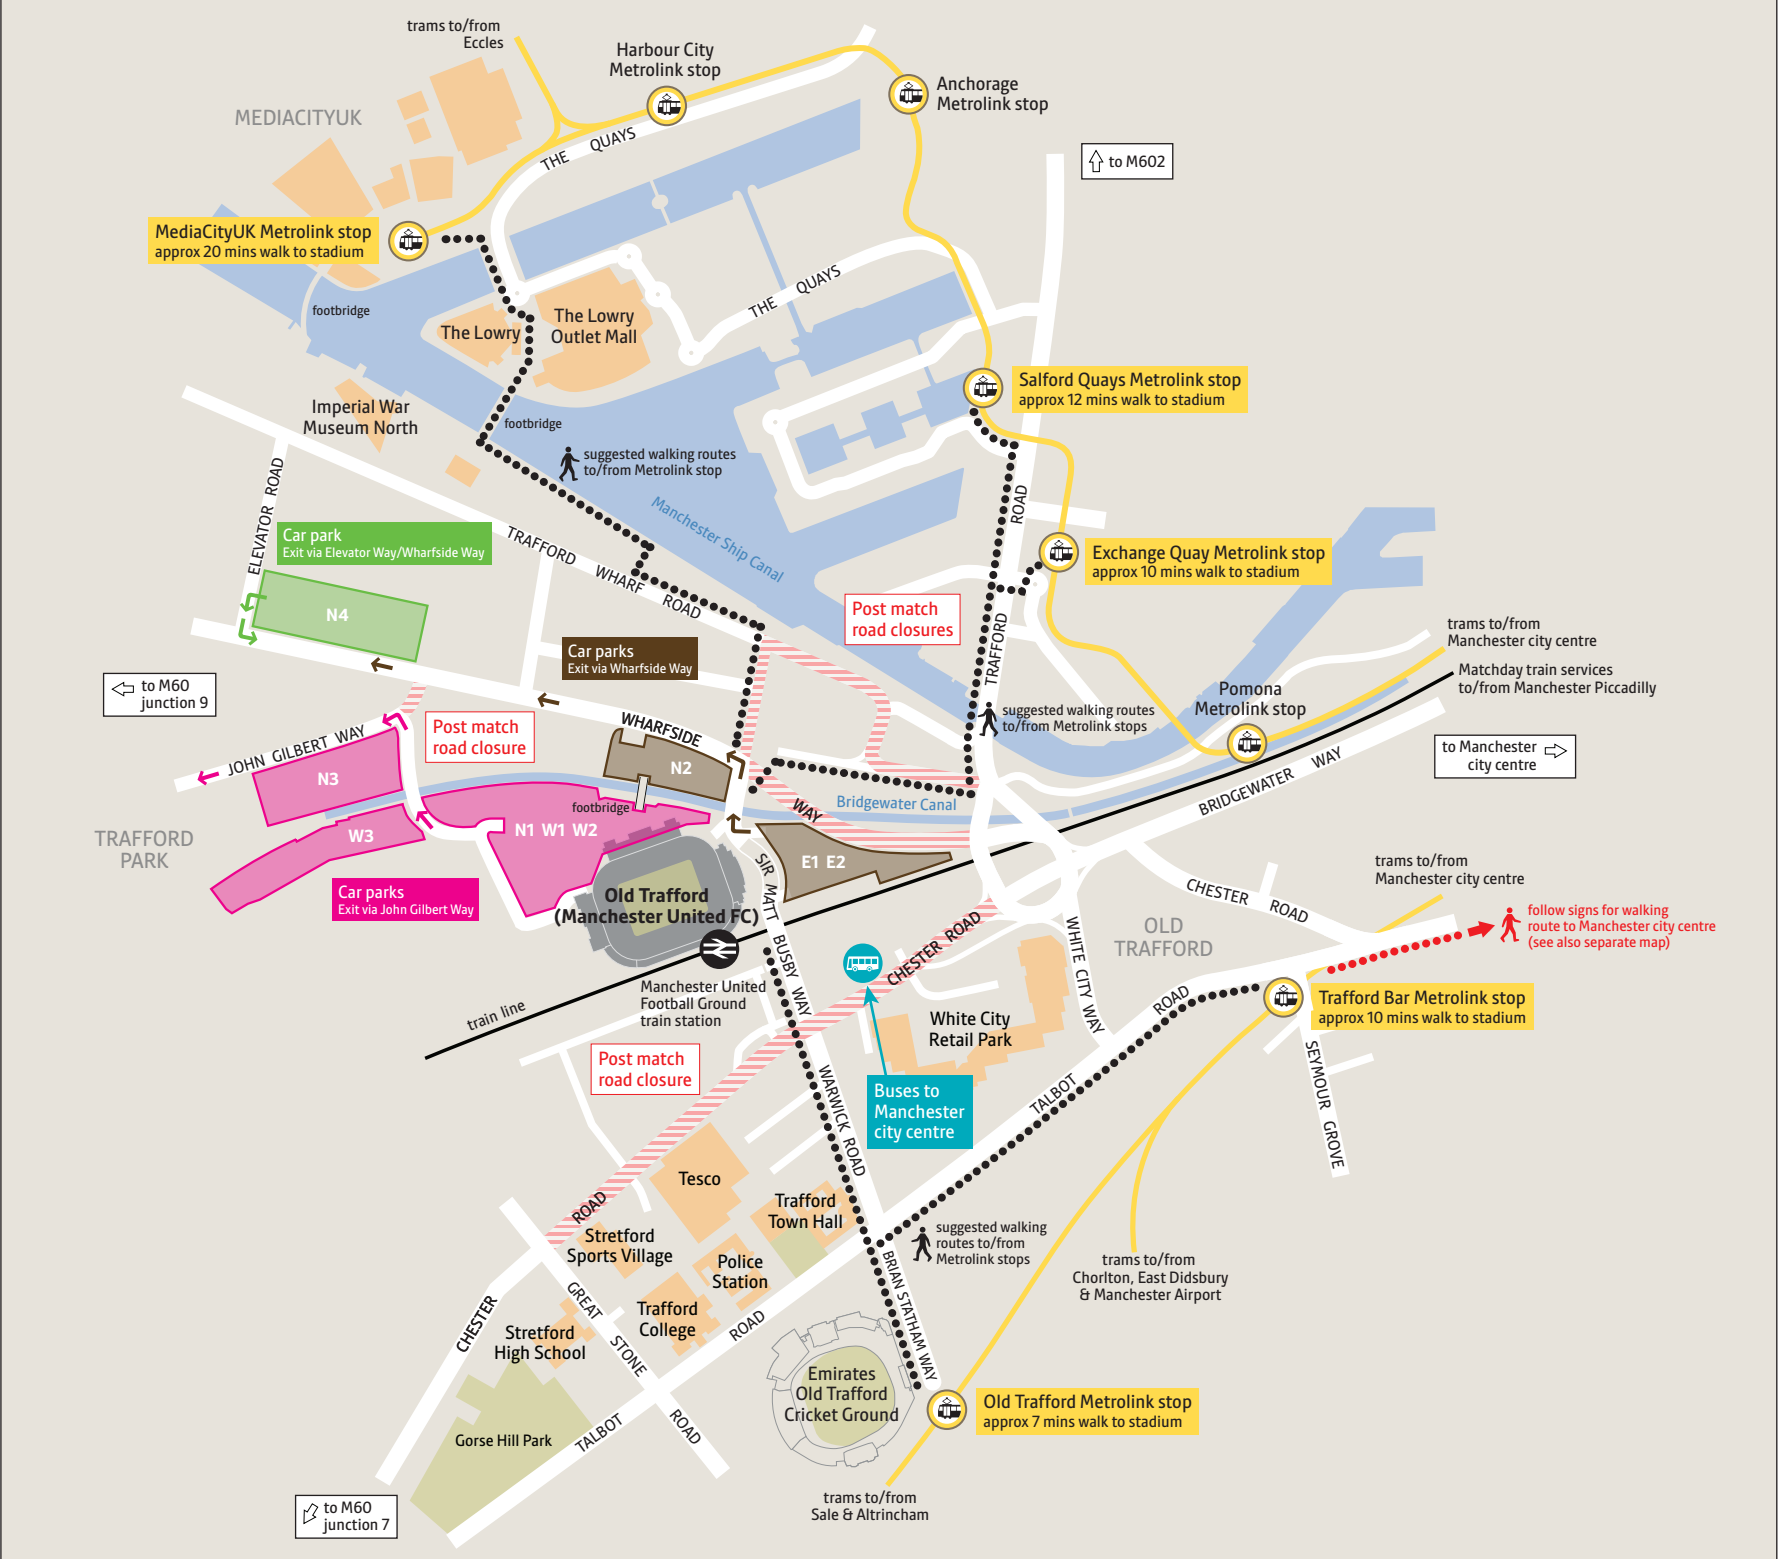 trams to/from
Eccles
Harbour City
Metrolink stop
Anchorage
Metrolink stop
MEDIACITYUK
THE QUAYS
to M602
MediaCityUK Metrolink stop
approx 20 mins walk to stadium
footbridge
The Lowry
The Lowry
Outlet Mall
THE QUAYS
Salford Quays Metrolink stop
approx 12 mins walk to stadium
Imperial War
Museum North
footbridge
suggested walking routes
to/from Metrolink stop
ELEVATOR ROAD
Manchester Ship Canal
ROAD
Car park
Exit via Elevator Way/Wharfside Way
TRAFFORD WHARF ROAD
Exchange Quay Metrolink stop
approx 10 mins walk to stadium
N4
Post match
road closures
TRAFFORD
trams to/from
Manchester city centre
Car parks
Exit via Wharfside Way
Matchday train services
to/from Manchester Piccadilly
to M60
junction 9
Pomona
Metrolink stop
suggested walking routes
to/from Metrolink stops
Post match
road closure
WHARFSIDE
JOHN GILBERT WAY
to Manchester
city centre
N3
N2
BRIDGEWATER WAY
footbridge
WAY
Bridgewater Canal
TRAFFORD
PARK
W3
N1 W1 W2
E1 E2
SIR MATT BUSBY WAY
trams to/from
Manchester city centre
Car parks
Exit via John Gilbert Way
Old Trafford
(Manchester United FC)
CHESTER ROAD
CHESTER ROAD
WHITE CITY WAY
OLD
TRAFFORD
follow signs for walking
route to Manchester city centre
(see also separate map)
Manchester United
Football Ground
train station
train line
White City
Retail Park
ROAD
Trafford Bar Metrolink stop
approx 10 mins walk to stadium
Post match
road closure
WARWICK ROAD
Buses to
Manchester
city centre
TALBOT
SEYMOUR GROVE
Tesco
Trafford
Town Hall
ROAD
Stretford
Sports Village
suggested walking
routes to/from
Metrolink stops
Police
Station
BRIAN STATHAM WAY
trams to/from
Chorlton, East Didsbury
& Manchester Airport
GREAT STONE ROAD
Trafford
College
ROAD
CHESTER
Stretford
High School
Emirates
Old Trafford
Cricket Ground
Old Trafford Metrolink stop
approx 7 mins walk to stadium
TALBOT
Gorse Hill Park
trams to/from
Sale & Altrincham
to M60
junction 7